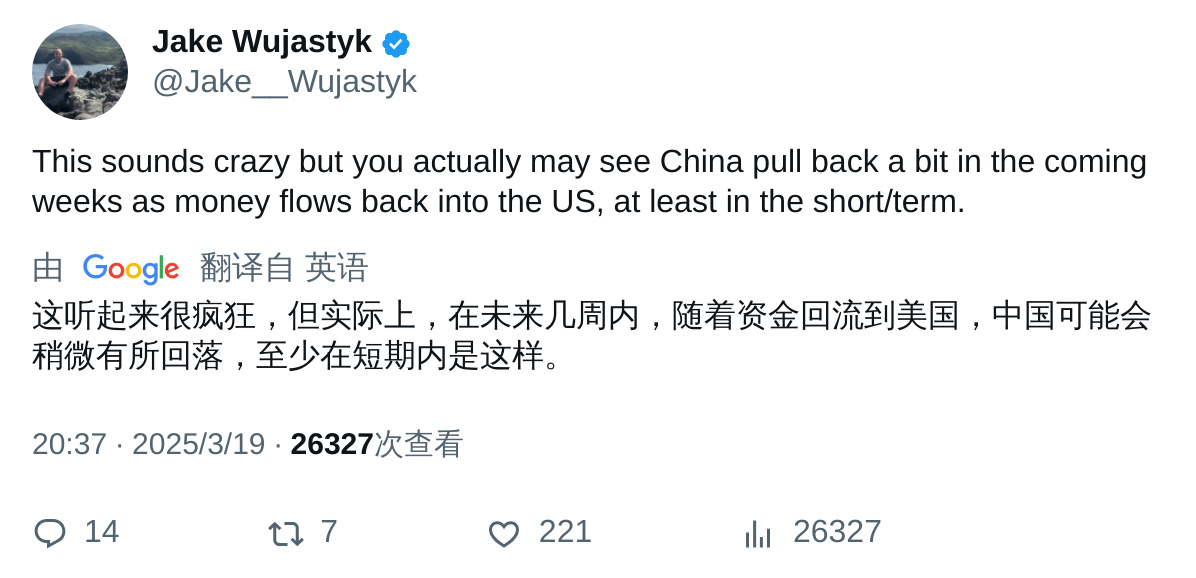 Jake Wujastyk
@Jake__Wujastyk
This sounds crazy but you actually may see China pull back a bit in the coming
weeks as money flows back into the US, at least in the short/term.
由 Google 翻译自 英语
这听起来很疯狂，但实际上，在未来几周内，随着资金回流到美国，中国可能会
稍微有所回落，至少在短期内是这样。
20:37 · 2025/3/19 · 26327次查看
14 7 221 26327